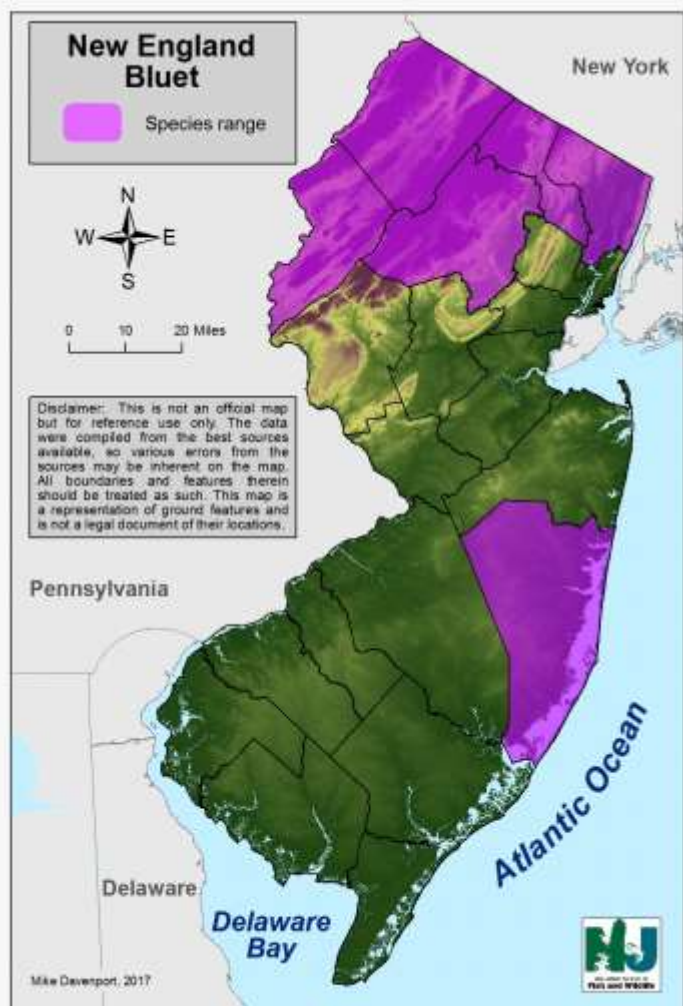 New England
Bluet
Species range
New York
N
W E
S
0 10 20 Miles
Disclaimer: This is not an official map
but for reference use only. The data
were compiled from the best sources
available, so various errors from the
sources may be inherent on the map.
All boundaries and features therein
should be treated as such. This map is
a representation of ground features and
is not a legal document of their locations.
Pennsylvania
Atlantic Ocean
Delaware
Delaware
Bay
Mike Davenport, 2017
NJ
Fish and Wildlife